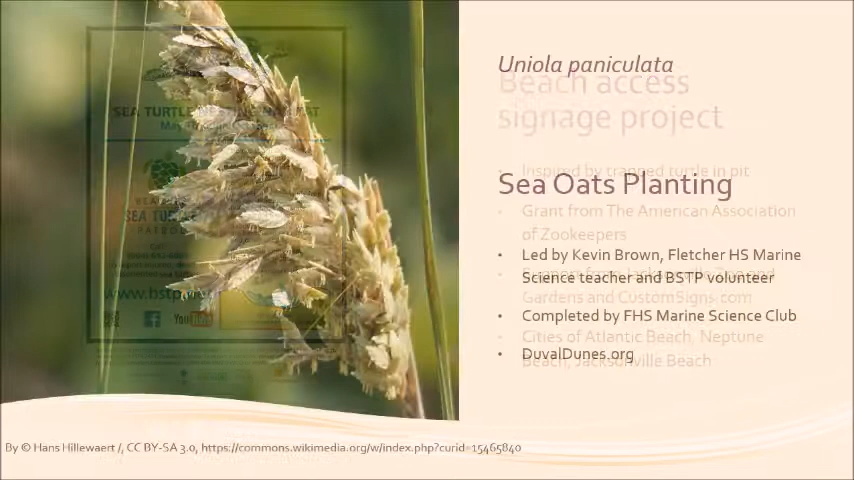 Uniola paniculata
Beach access
signage project
Inspired by trapped turtle in pit
Sea Oats Planting
Grant from The American Association
of Zookeepers
• Led by Kevin Brown, Fletcher HS Marine
Science teacher and BSTP volunteer
Gardens and CustomSigns.com
• Completed by FHS Marine Science Club
Cities of Atlantic Beach, Neptune
• DuvalDunes.org
Beach, Jacksonville Beach
SEA TURTLE NESTING HABITAT
YouTube
By © Hans Hillewaert /, CC BY-SA 3.0, https://commons.wikimedia.org/w/index.php?curid=15465840